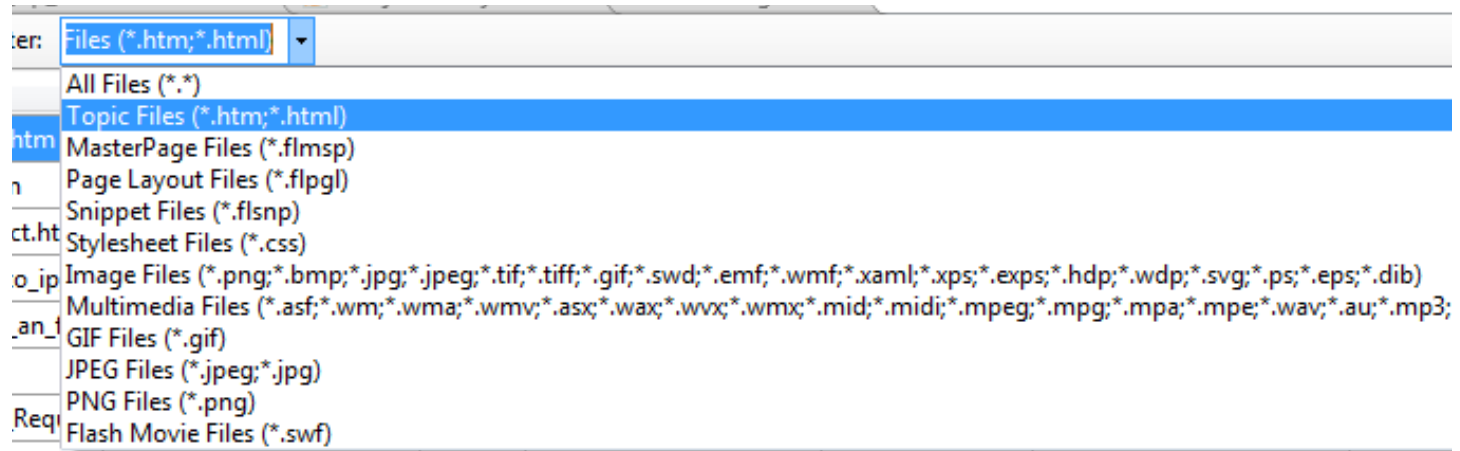 ter: Files (*.htm;*.html)
All Files (*.*)
Topic Files (*.htm;*.html)
htm
MasterPage Files (*.flmsp)
n
Page Layout Files (*.flpgl)
Snippet Files (*.flsnp)
ct.ht
Stylesheet Files (*.css)
to_ip
Image Files (*.png;*.bmp;*.jpg;*.jpeg;*.tif;*.tiff;*.gif;*.swd;*.emf;*.wmf;*.xaml;*.xps;*.exps;*.hdp;*.wdp;*.svg;*.ps;*.eps;*.dib)
Multimedia Files (*.asf;*.wm;*.wma;*.wmv;*.asx;*.wax;*.wvx;*.wmx;*.mid;*.midi;*.mpeg;*.mpg;*.mpa;*.mpe;*.wav;*.au;*.mp3;
_an_f
GIF Files (*.gif)
JPEG Files (*.jpeg;*.jpg)
PNG Files (*.png)
_Requ
Flash Movie Files (*.swf)